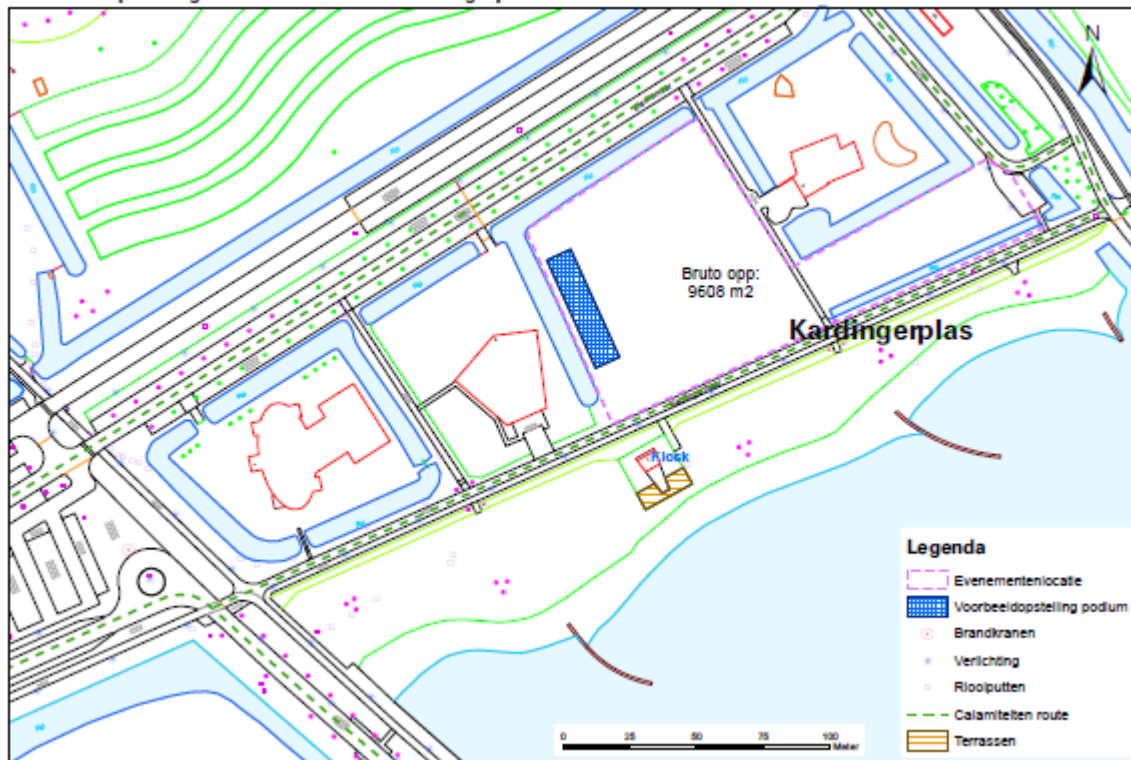 N
Bruto opp:
9608 m2
Kardingerplas
Kiosk
Legenda
Evenementenlocatie
Voorbeeldopstelling podium
Brandkranen
Verlichting
Rioolputten
Calamiteiten route
Terrassen
0 25 50 75 100
Meter